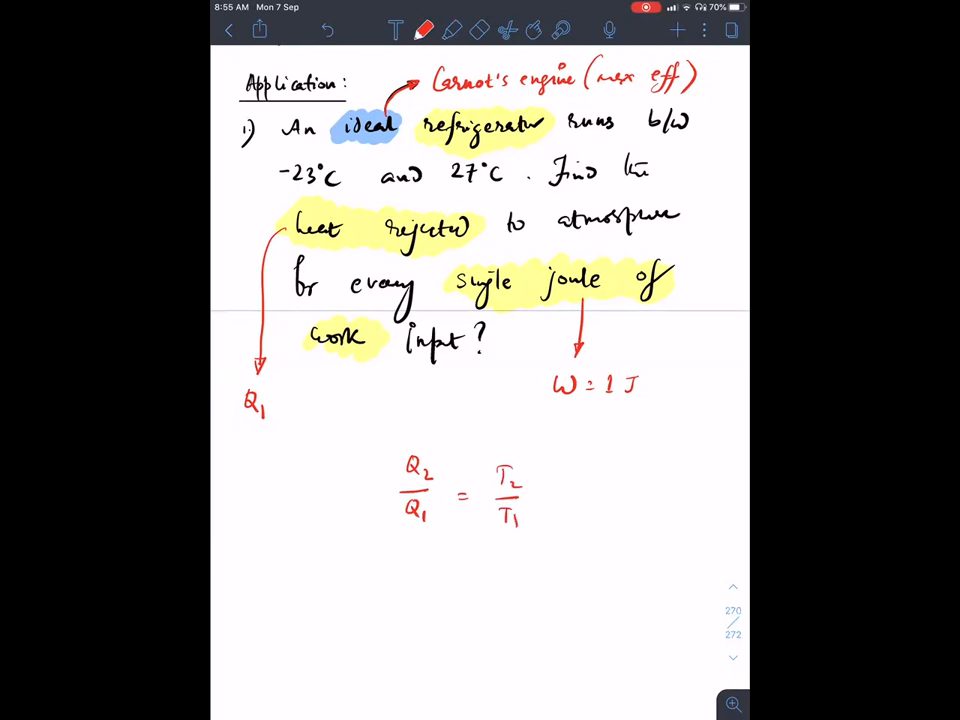 8:55 AM Mon 7 Sep
70%
Application:
Carnot's engine (max eff)
1.) An ideal refrigerator runs b/w
-23°C and 27°C. Find the
heat rejected to atmosphere
for every single joule of
work input?
Q1
W = 1 J
Q2 T2
— = —
Q1 T1
270
272